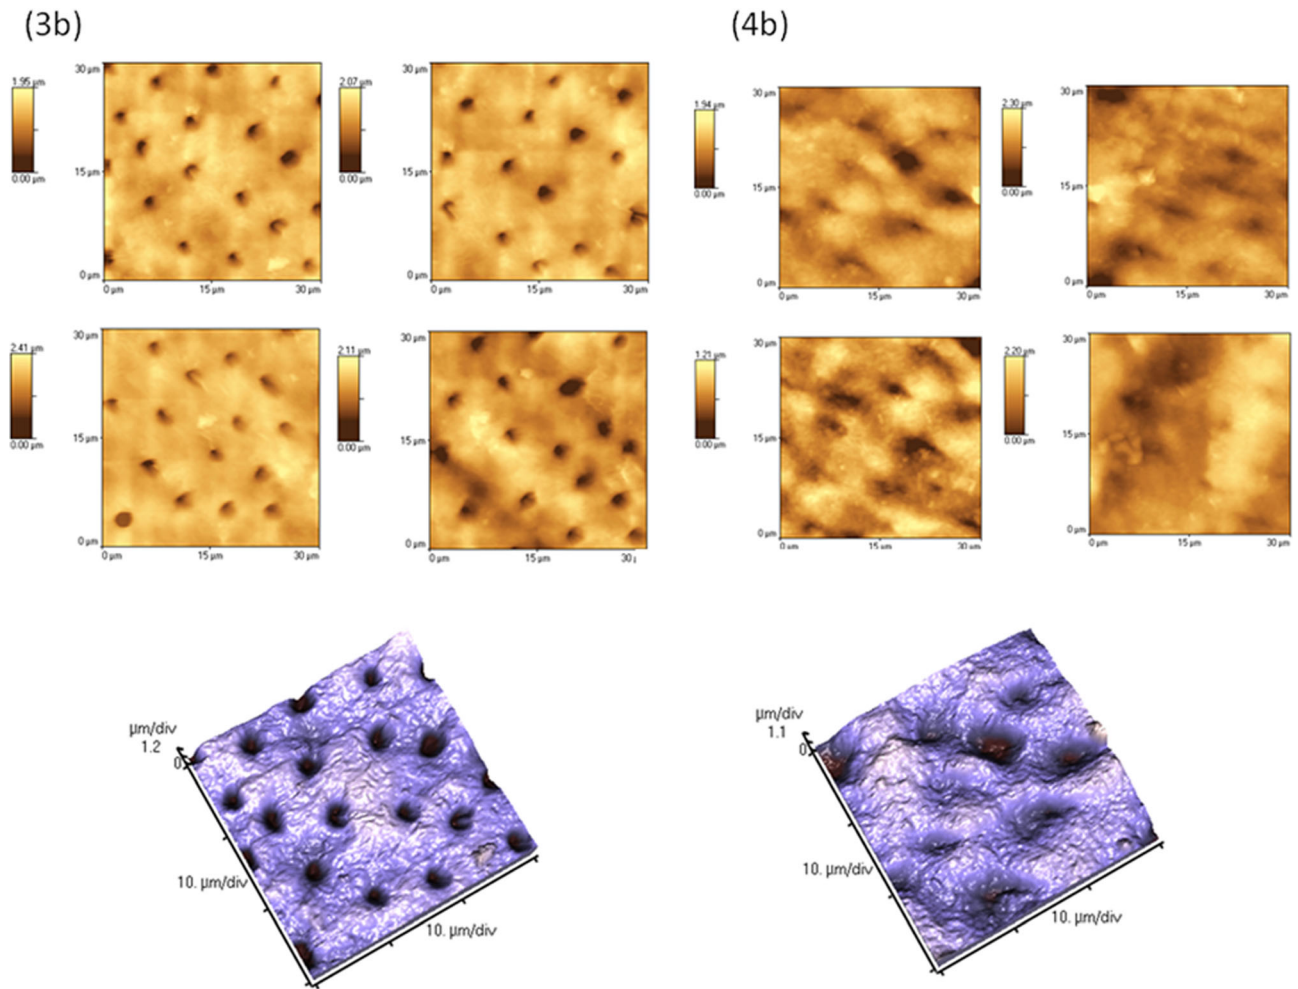 (3b)
(4b)
1.95 µm
0.00 µm
30 µm
15 µm
0 µm
0 µm
15 µm
30 µm
2.07 µm
0.00 µm
30 µm
15 µm
0 µm
0 µm
15 µm
30 µm
1.94 µm
0.00 µm
30 µm
15 µm
0 µm
0 µm
15 µm
30 µm
2.30 µm
0.00 µm
30 µm
15 µm
0 µm
0 µm
15 µm
30 µm
2.41 µm
0.00 µm
30 µm
15 µm
0 µm
0 µm
15 µm
30 µm
2.11 µm
0.00 µm
30 µm
15 µm
0 µm
0 µm
15 µm
30
1.21 µm
0.00 µm
30 µm
15 µm
0 µm
0 µm
15 µm
30 µm
2.20 µm
0.00 µm
30 µm
15 µm
0 µm
0 µm
15 µm
30 µm
µm/div
1.2
0
10. µm/div
10. µm/div
µm/div
1.1
0
10. µm/div
10. µm/div